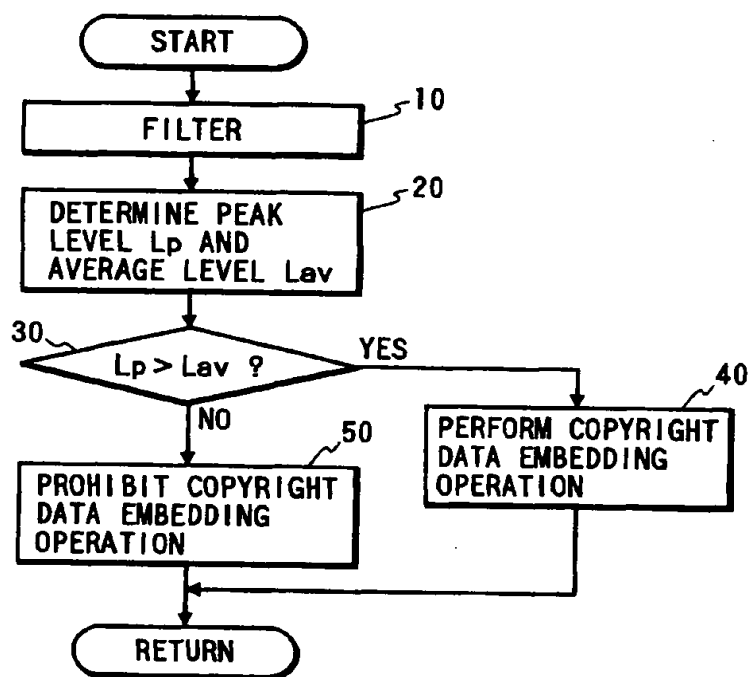 START
10
FILTER
20
DETERMINE PEAK
LEVEL Lp AND
AVERAGE LEVEL Lav
30
Lp > Lav ?
YES
NO
40
PERFORM COPYRIGHT
DATA EMBEDDING
OPERATION
50
PROHIBIT COPYRIGHT
DATA EMBEDDING
OPERATION
RETURN